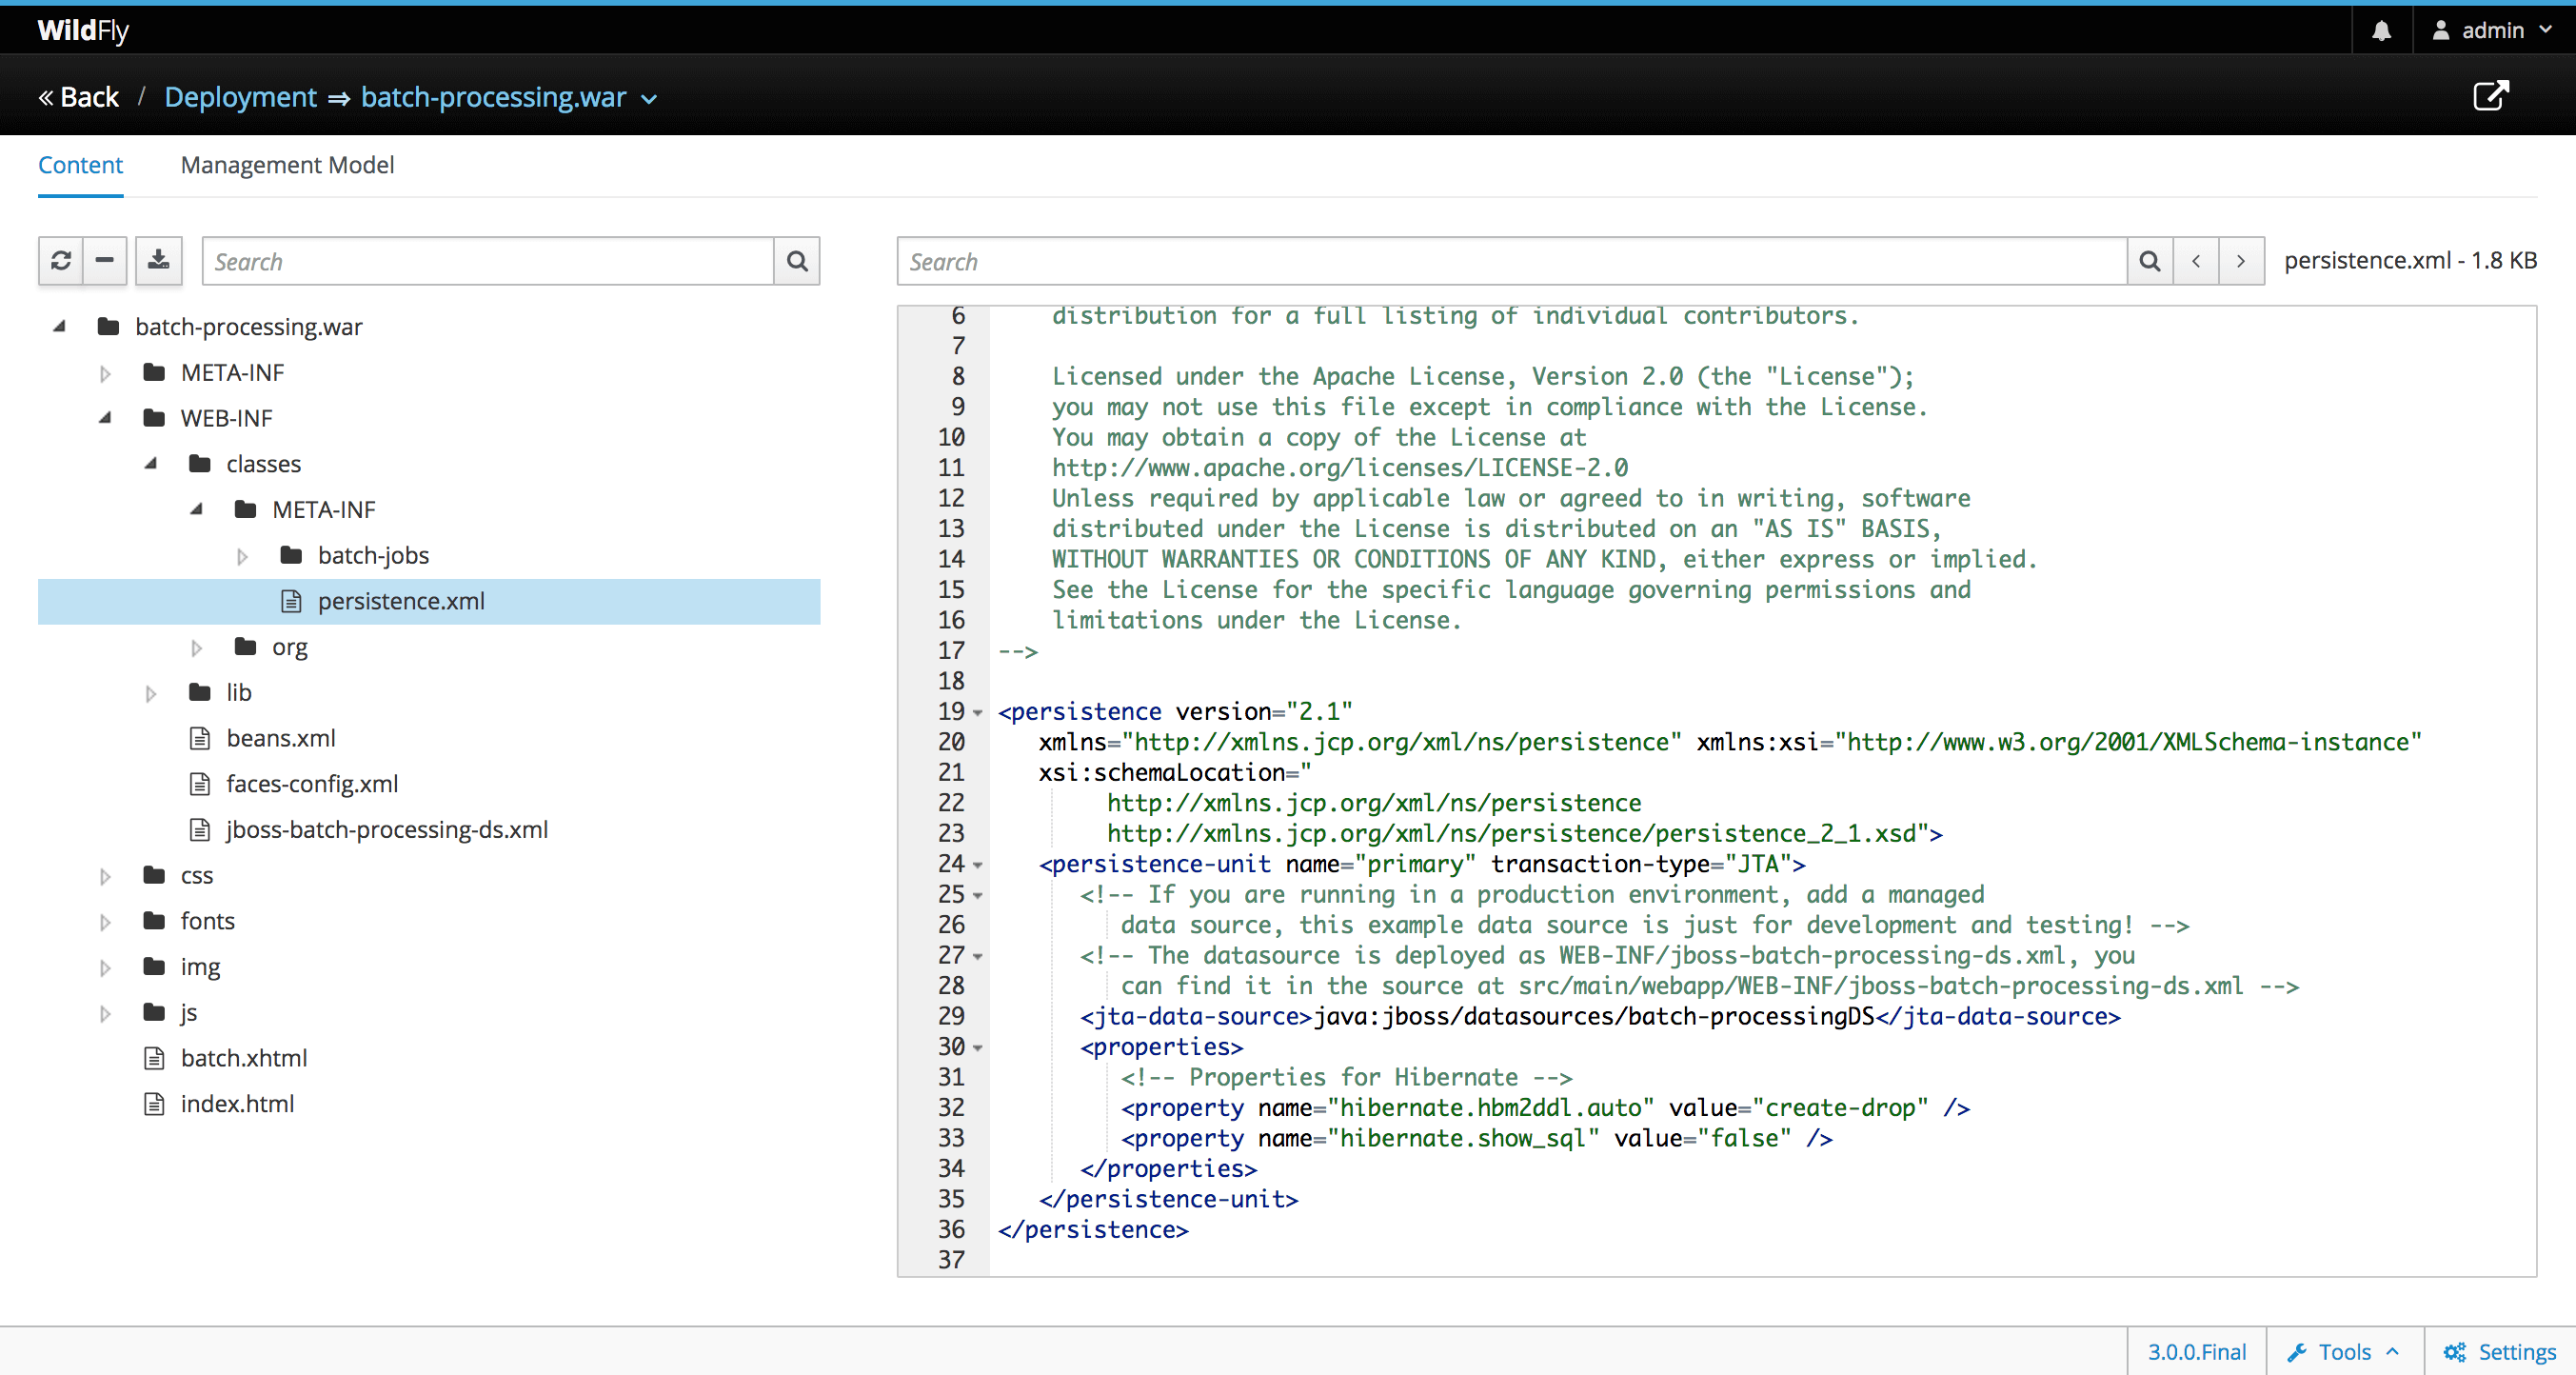 WildFly
admin
« Back / Deployment ⇒ batch-processing.war
Content Management Model
Search
Search
persistence.xml - 1.8 KB
batch-processing.war
META-INF
WEB-INF
classes
META-INF
batch-jobs
persistence.xml
org
lib
beans.xml
faces-config.xml
jboss-batch-processing-ds.xml
css
fonts
img
js
batch.xhtml
index.html
6 distribution for a full listing of individual contributors.
7
8 Licensed under the Apache License, Version 2.0 (the "License");
9 you may not use this file except in compliance with the License.
10 You may obtain a copy of the License at
11 http://www.apache.org/licenses/LICENSE-2.0
12 Unless required by applicable law or agreed to in writing, software
13 distributed under the License is distributed on an "AS IS" BASIS,
14 WITHOUT WARRANTIES OR CONDITIONS OF ANY KIND, either express or implied.
15 See the License for the specific language governing permissions and
16 limitations under the License.
17 -->
18
19 <persistence version="2.1"
20 xmlns="http://xmlns.jcp.org/xml/ns/persistence" xmlns:xsi="http://www.w3.org/2001/XMLSchema-instance"
21 xsi:schemaLocation="
22 http://xmlns.jcp.org/xml/ns/persistence
23 http://xmlns.jcp.org/xml/ns/persistence/persistence_2_1.xsd">
24 <persistence-unit name="primary" transaction-type="JTA">
25 <!-- If you are running in a production environment, add a managed
26 data source, this example data source is just for development and testing! -->
27 <!-- The datasource is deployed as WEB-INF/jboss-batch-processing-ds.xml, you
28 can find it in the source at src/main/webapp/WEB-INF/jboss-batch-processing-ds.xml -->
29 <jta-data-source>java:jboss/datasources/batch-processingDS</jta-data-source>
30 <properties>
31 <!-- Properties for Hibernate -->
32 <property name="hibernate.hbm2ddl.auto" value="create-drop" />
33 <property name="hibernate.show_sql" value="false" />
34 </properties>
35 </persistence-unit>
36 </persistence>
37
3.0.0.Final Tools Settings